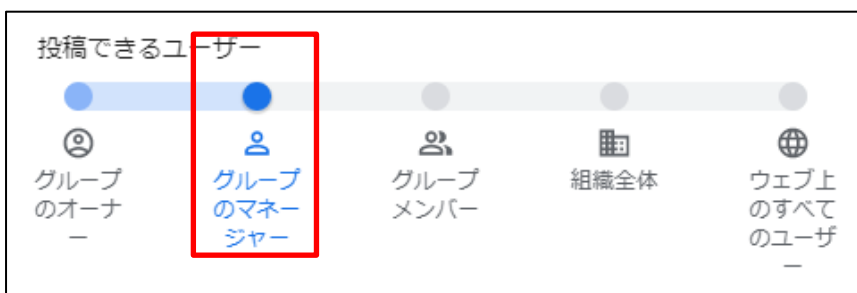 投稿できるユーザー
グループ
のオーナ
ー
グループ
のマネー
ジャー
グループ
メンバー
組織全体
ウェブ上
のすべて
のユーザ
ー